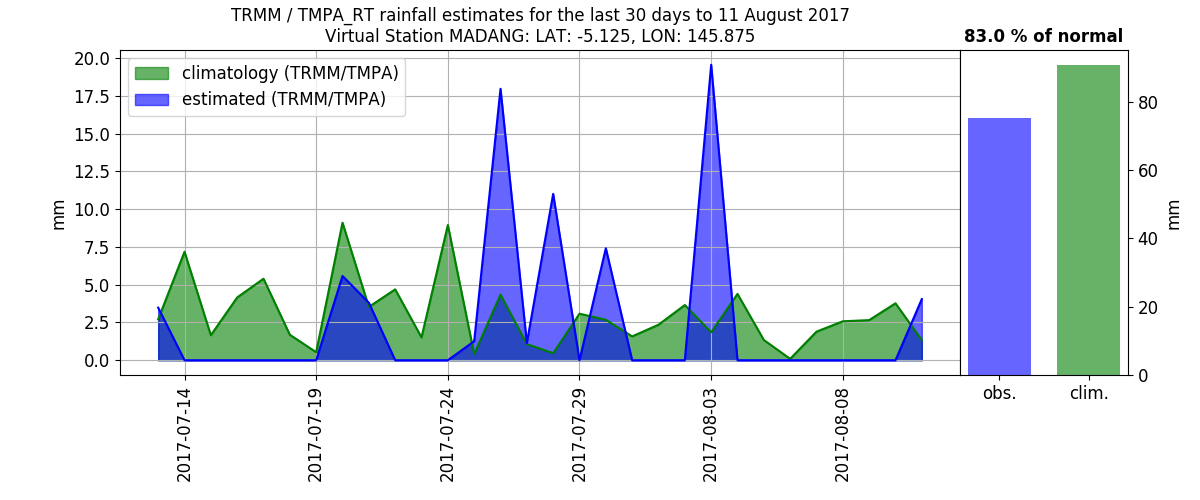 TRMM / TMPA_RT rainfall estimates for the last 30 days to 11 August 2017
Virtual Station MADANG: LAT: -5.125, LON: 145.875
83.0 % of normal
climatology (TRMM/TMPA)
estimated (TRMM/TMPA)
20.0
17.5
15.0
12.5
10.0
7.5
5.0
2.5
0.0
mm
2017-07-14
2017-07-19
2017-07-24
2017-07-29
2017-08-03
2017-08-08
80
60
40
20
0
mm
obs.
clim.